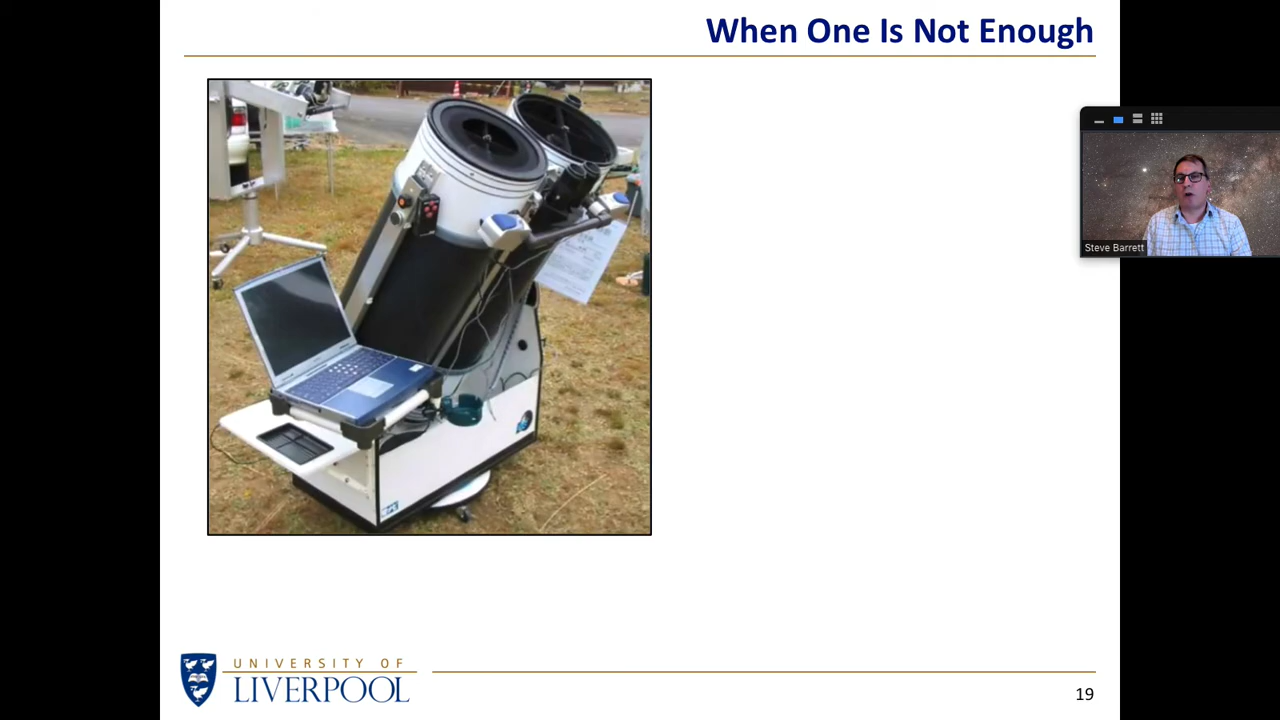 When One Is Not Enough
Steve Barrett
UNIVERSITY OF
LIVERPOOL
19